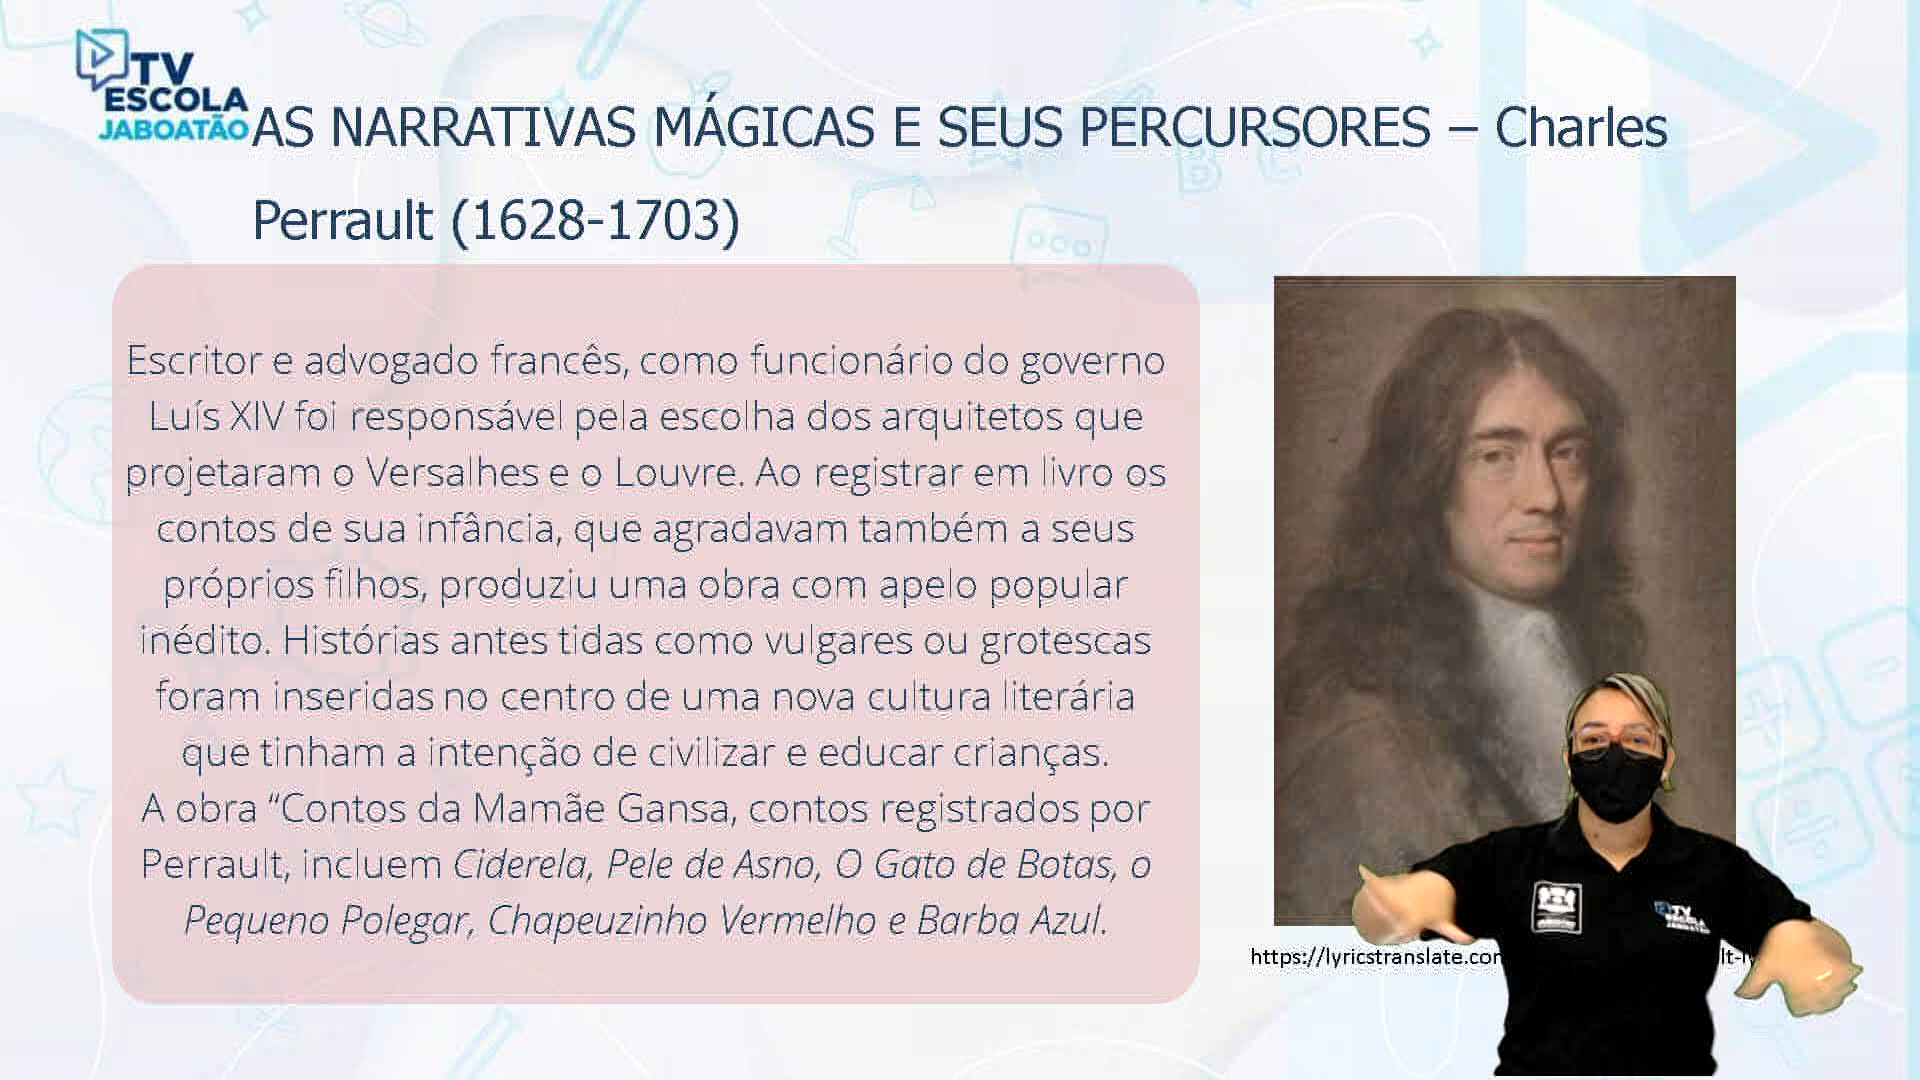 TV
ESCOLA
JABOATÃO
AS NARRATIVAS MÁGICAS E SEUS PERCURSORES – Charles
Perrault (1628-1703)
Escritor e advogado francês, como funcionário do governo
Luís XIV foi responsável pela escolha dos arquitetos que
projetaram o Versalhes e o Louvre. Ao registrar em livro os
contos de sua infância, que agradavam também a seus
próprios filhos, produziu uma obra com apelo popular
inédito. Histórias antes tidas como vulgares ou grotescas
foram inseridas no centro de uma nova cultura literária
que tinham a intenção de civilizar e educar crianças.
A obra “Contos da Mamãe Gansa, contos registrados por
Perrault, incluem Ciderela, Pele de Asno, O Gato de Botas, o
Pequeno Polegar, Chapeuzinho Vermelho e Barba Azul.
https://lyricstranslate.com
TV
ESCOLA
JABOATÃO